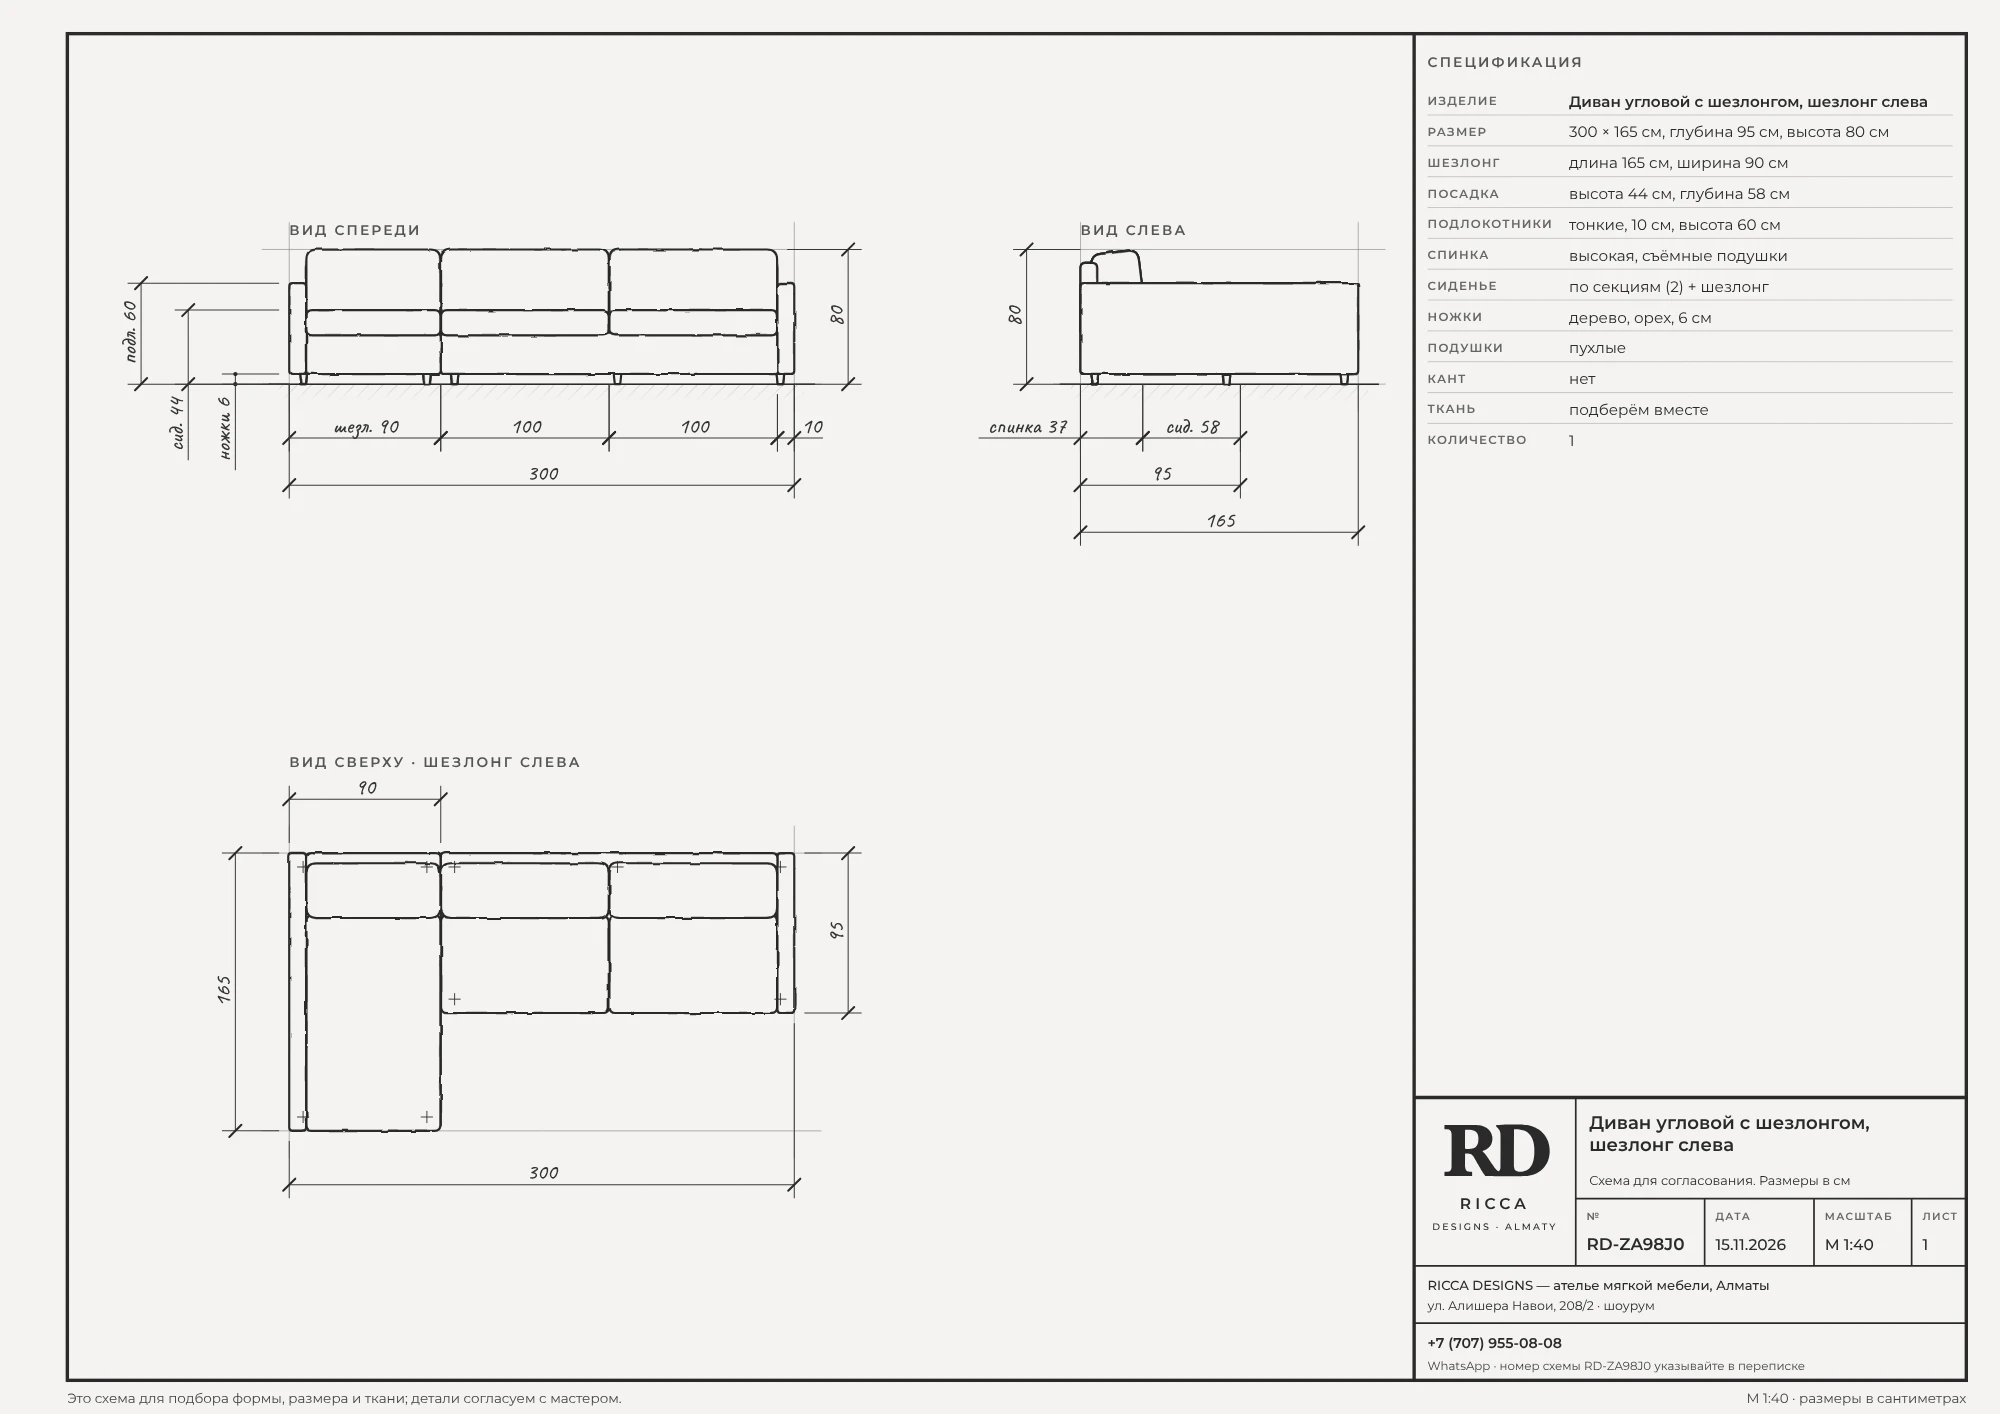 СПЕЦИФИКАЦИЯ
ИЗДЕЛИЕ Диван угловой с шезлонгом, шезлонг слева
РАЗМЕР 300 × 165 см, глубина 95 см, высота 80 см
ШЕЗЛОНГ длина 165 см, ширина 90 см
ПОСАДКА высота 44 см, глубина 58 см
ПОДЛОКОТНИКИ тонкие, 10 см, высота 60 см
СПИНКА высокая, съёмные подушки
СИДЕНЬЕ по секциям (2) + шезлонг
НОЖКИ дерево, орех, 6 см
ПОДУШКИ пухлые
КАНТ нет
ТКАНЬ подберём вместе
КОЛИЧЕСТВО 1
ВИД СПЕРЕДИ
подл. 60
сид. 44
ножки 6
80
шезл. 90
100
100
10
300
ВИД СЛЕВА
80
спинка 37
сид. 58
95
165
ВИД СВЕРХУ · ШЕЗЛОНГ СЛЕВА
90
165
95
300
RD
RICCA
DESIGNS · ALMATY
Диван угловой с шезлонгом,
шезлонг слева
Схема для согласования. Размеры в см
№ ДАТА МАСШТАБ ЛИСТ
RD-ZA98J0 15.11.2026 М 1:40 1
RICCA DESIGNS — ателье мягкой мебели, Алматы
ул. Алишера Навои, 208/2 · шоурум
+7 (707) 955-08-08
WhatsApp · номер схемы RD-ZA98J0 указывайте в переписке
Это схема для подбора формы, размера и ткани; детали согласуем с мастером.
М 1:40 · размеры в сантиметрах